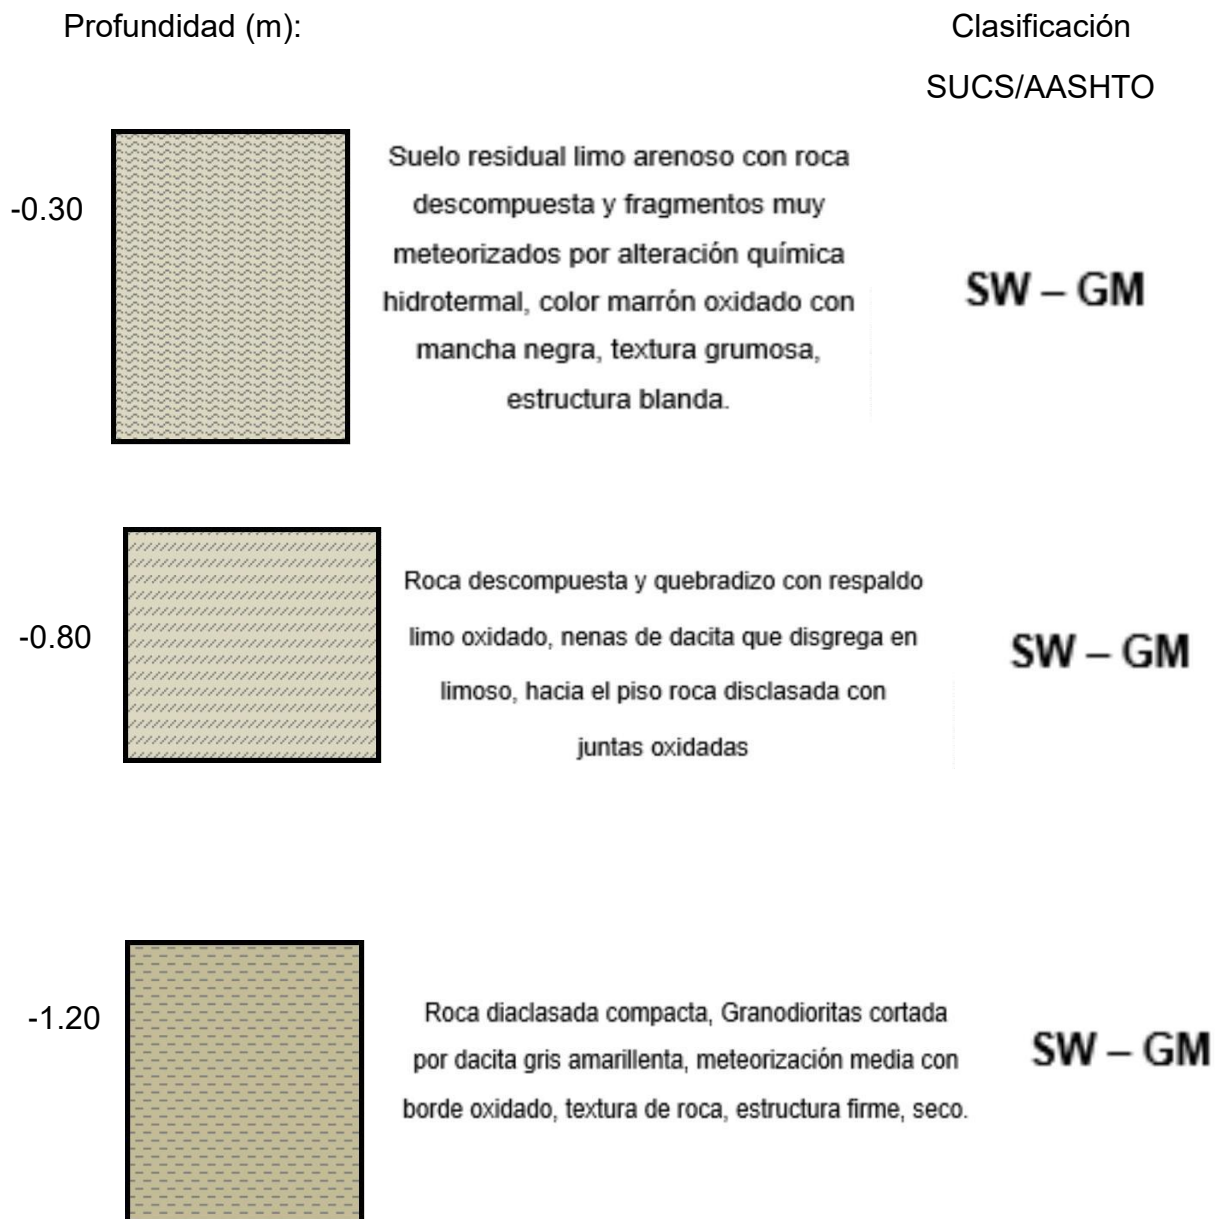 Profundidad (m):
Clasificación
SUCS/AASHTO
-0.30
Suelo residual limo arenoso con roca
descompuesta y fragmentos muy
meteorizados por alteración química
hidrotermal, color marrón oxidado con
mancha negra, textura grumosa,
estructura blanda.
SW – GM
-0.80
Roca descompuesta y quebradizo con respaldo
limo oxidado, nenas de dacita que disgrega en
limoso, hacia el piso roca disclasada con
juntas oxidadas
SW – GM
-1.20
Roca diaclasada compacta, Granodioritas cortada
por dacita gris amarillenta, meteorización media con
borde oxidado, textura de roca, estructura firme, seco.
SW – GM